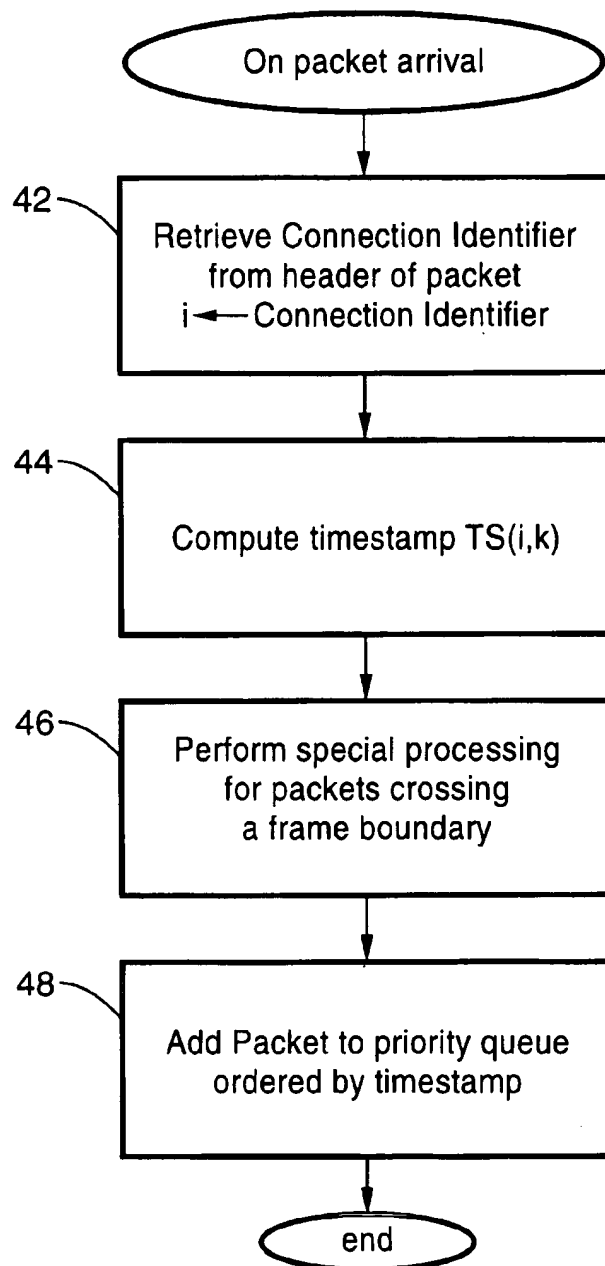 On packet arrival
42
Retrieve Connection Identifier
from header of packet
i ← Connection Identifier
44
Compute timestamp TS(i,k)
46
Perform special processing
for packets crossing
a frame boundary
48
Add Packet to priority queue
ordered by timestamp
end